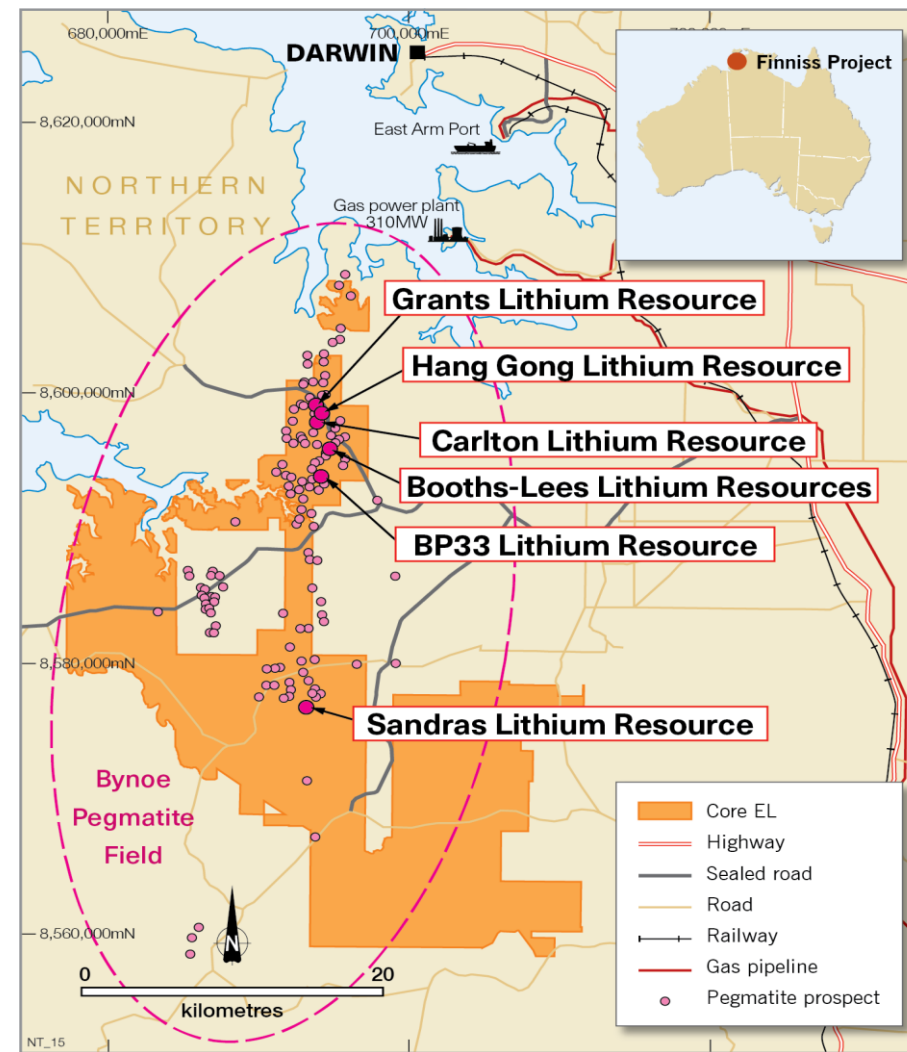 680,000mE
700,000mE
DARWIN
Finniss Project
8,620,000mN
East Arm Port
NORTHERN
TERRITORY
Gas power plant
310MW
Grants Lithium Resource
Hang Gong Lithium Resource
8,600,000mN
Carlton Lithium Resource
Booths-Lees Lithium Resources
BP33 Lithium Resource
8,580,000mN
Sandras Lithium Resource
Bynoe
Pegmatite
Field
Core EL
Highway
Sealed road
Road
Railway
Gas pipeline
Pegmatite prospect
8,560,000mN
N
0 20
kilometres
NT_15